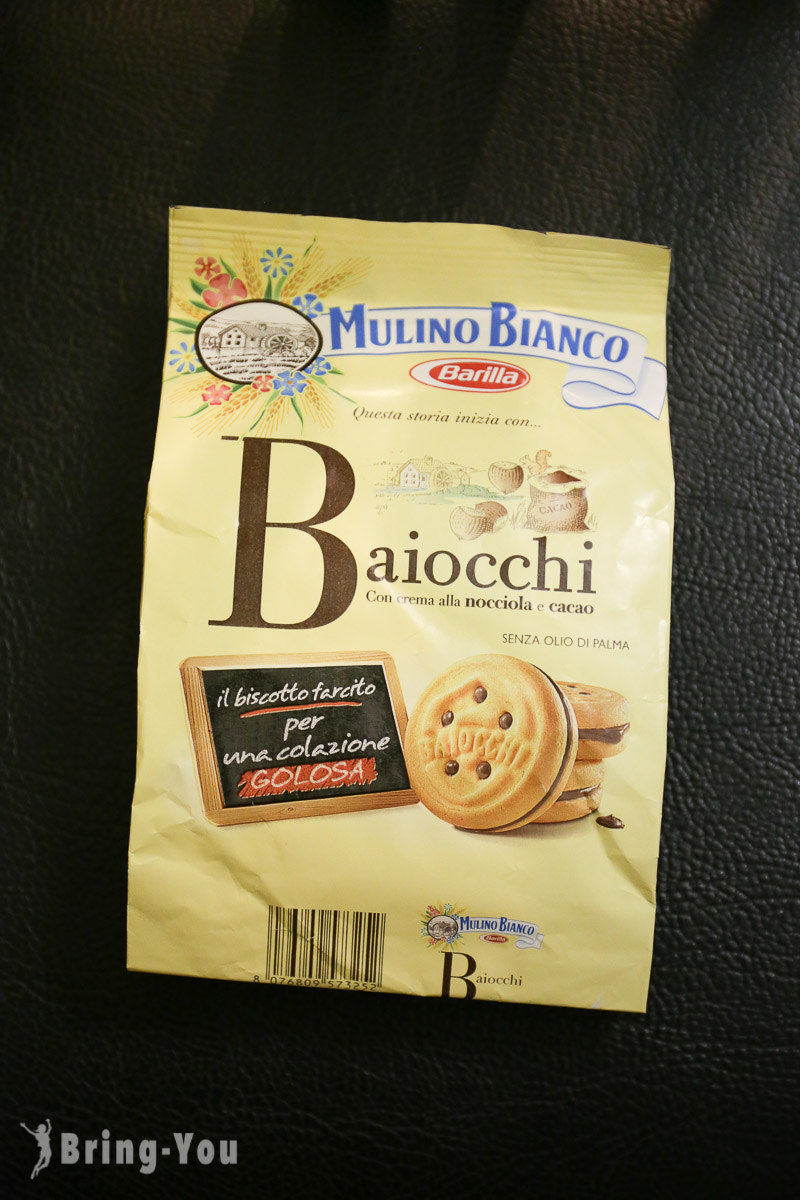 MULINO BIANCO
Barilla
Questa storia inizia con...
CACAO
Baiocchi
Con crema alla nocciola e cacao
SENZA OLIO DI PALMA
il biscotto farcito
per
una colazione
GOLOSA
BAIOCCHI
8 076809 573252
MULINO BIANCO
Barilla
Baiocchi
Bring-You